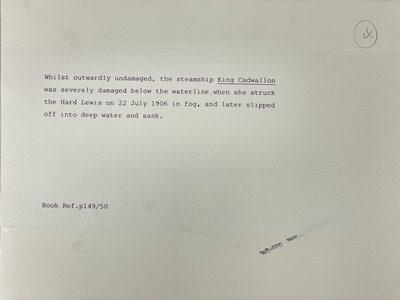 Whilst outwardly undamaged, the steamship King Cadwallon
was severely damaged below the waterline when she struck
the Hard Lewis on 22 July 1906 in fog, and later slipped
off into deep water and sank.
Book Ref.p149/50